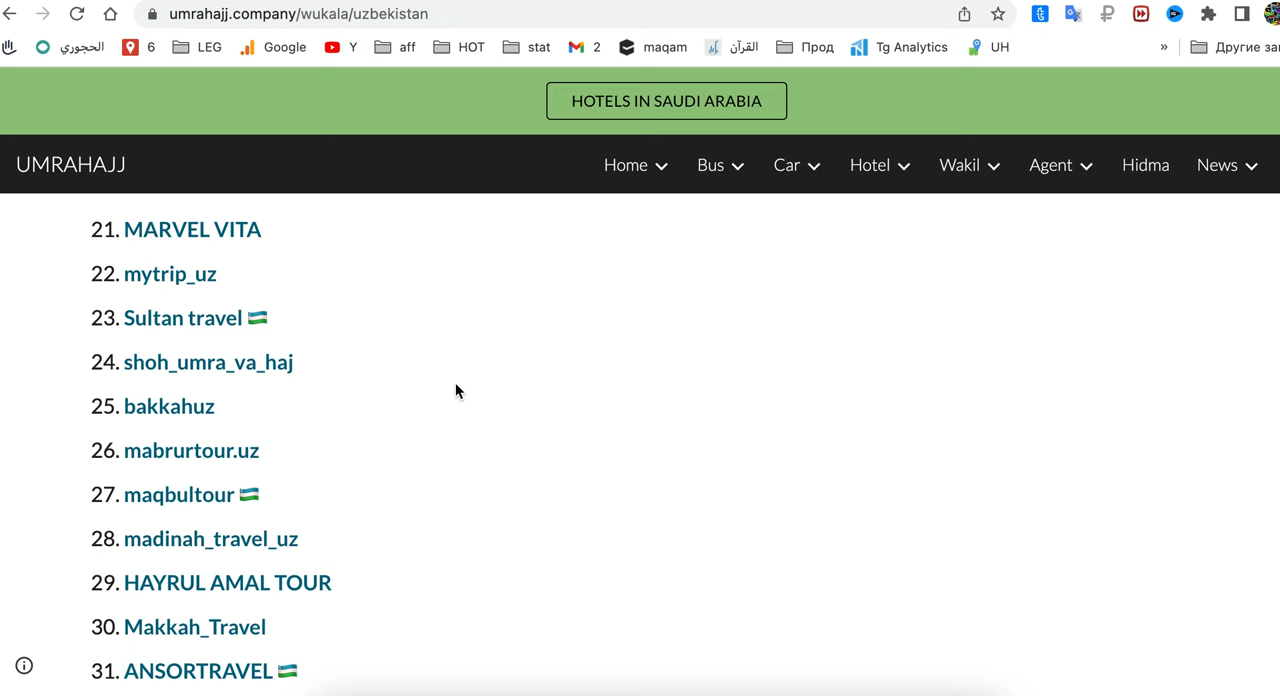 umrahajj.company/wukala/uzbekistan
الحجوري 6 LEG Google Y aff HOT stat 2 maqam القرآن Прод Tg Analytics UH » Другие за
HOTELS IN SAUDI ARABIA
UMRAHAJJ Home Bus Car Hotel Wakil Agent Hidma News
21. MARVEL VITA
22. mytrip_uz
23. Sultan travel 🇺🇿
24. shoh_umra_va_haj
25. bakkahuz
26. mabrurtour.uz
27. maqbultour 🇺🇿
28. madinah_travel_uz
29. HAYRUL AMAL TOUR
30. Makkah_Travel
31. ANSORTRAVEL 🇺🇿